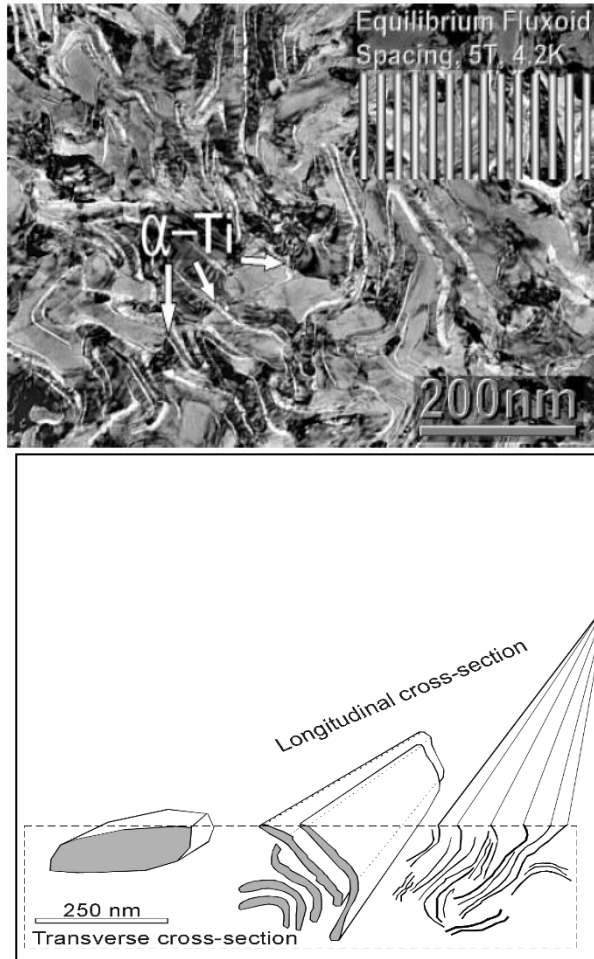 Equilibrium Fluxoid
Spacing, 5T, 4.2K
α-Ti
200nm
Longitudinal cross-section
250 nm
Transverse cross-section